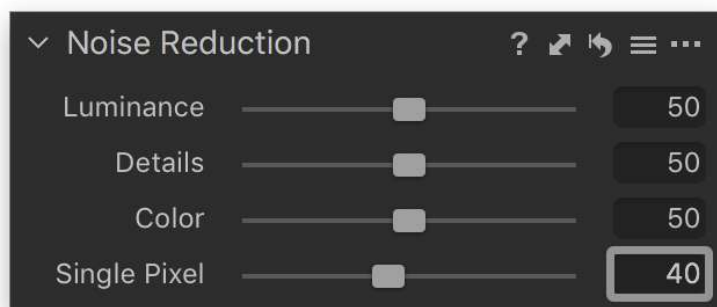 Noise Reduction ?
Luminance 50
Details 50
Color 50
Single Pixel 40